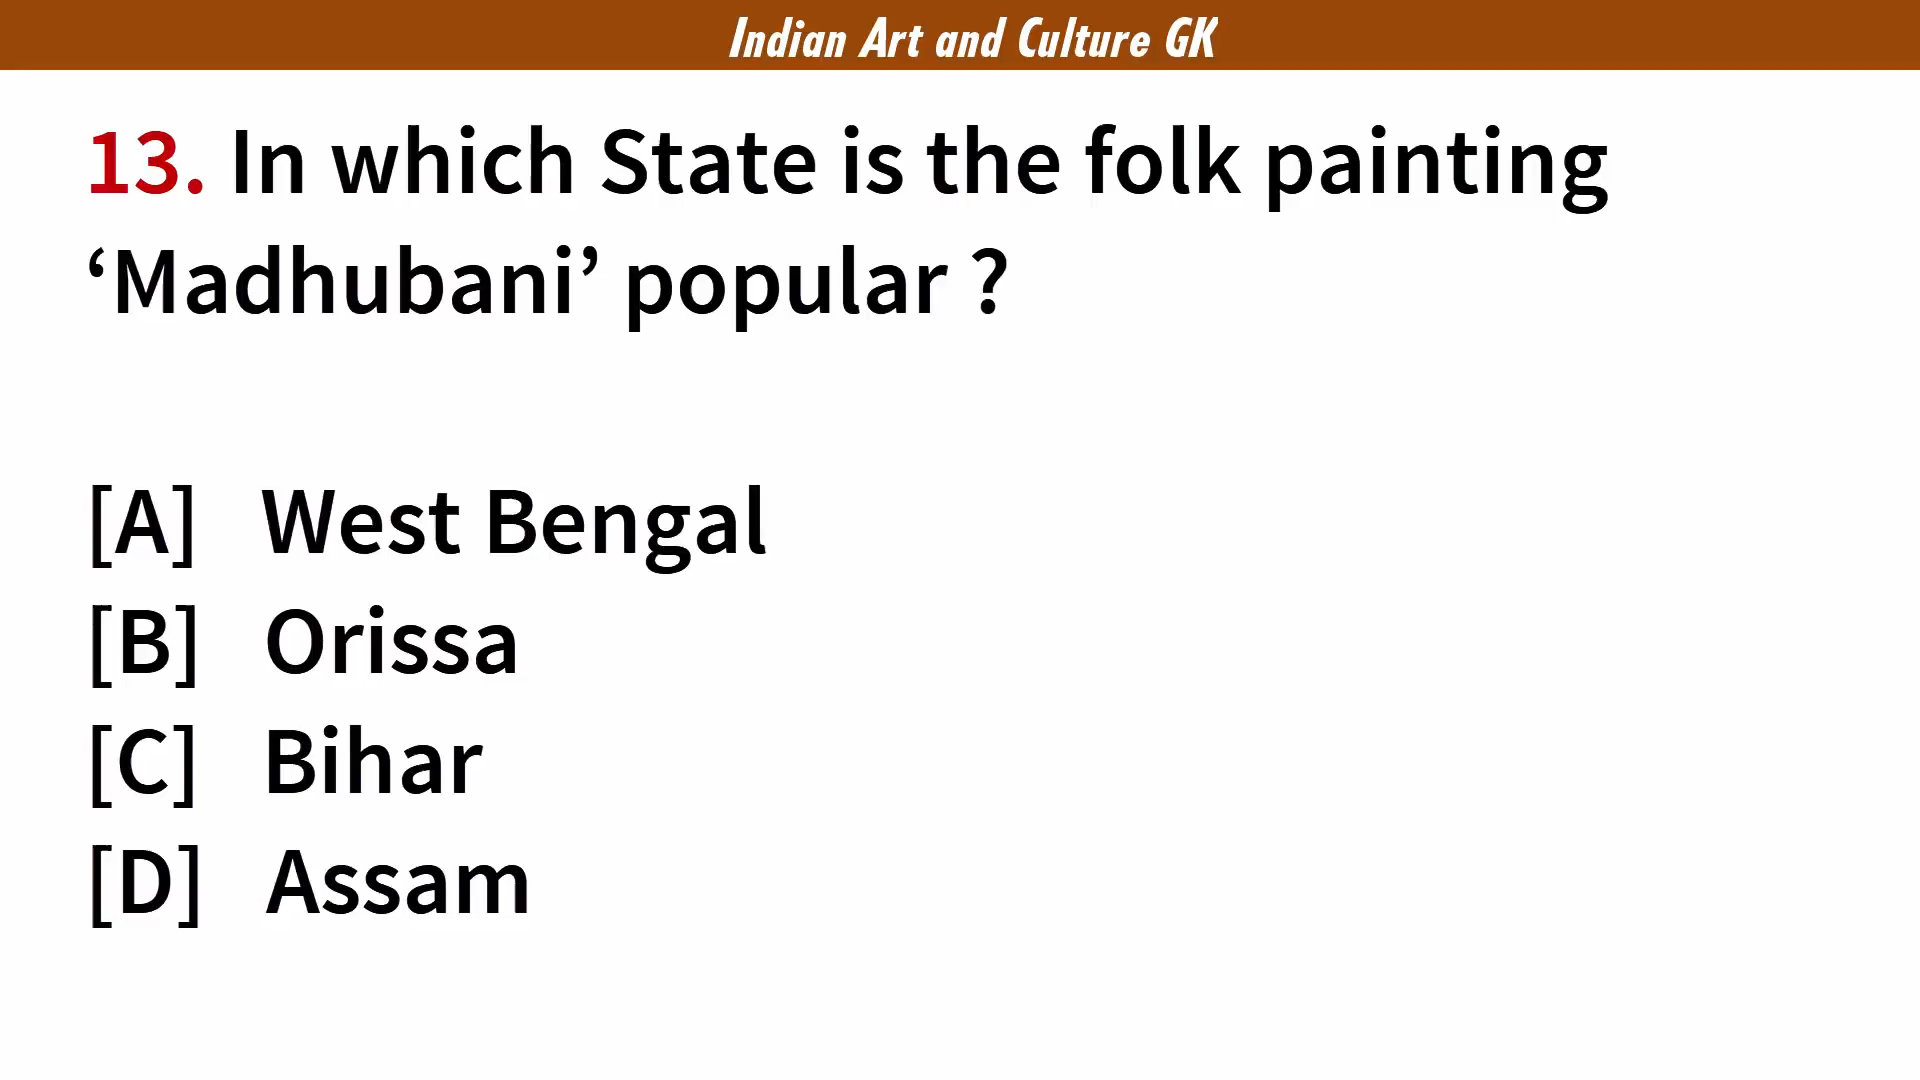 Indian Art and Culture GK
13. In which State is the folk painting
‘Madhubani’ popular ?
[A] West Bengal
[B] Orissa
[C] Bihar
[D] Assam